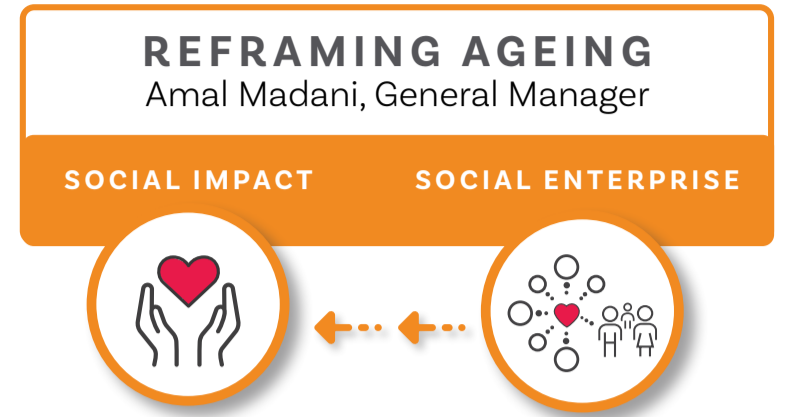 REFRAMING AGEING
Amal Madani, General Manager
SOCIAL IMPACT
SOCIAL ENTERPRISE